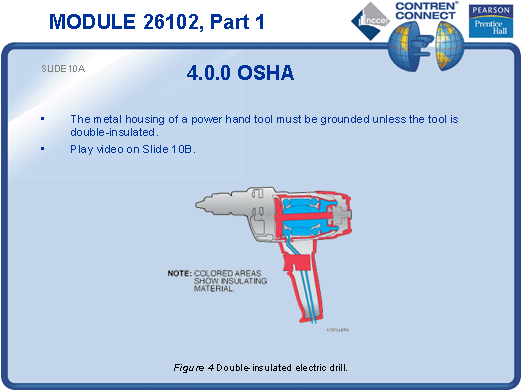 MODULE 26102, Part 1
nccer
CONTREN®
CONNECT
PEARSON
Prentice
Hall
SLIDE 10A
4.0.0 OSHA
• The metal housing of a power hand tool must be grounded unless the tool is
double-insulated.
• Play video on Slide 10B.
NOTE: COLORED AREAS
SHOW INSULATING
MATERIAL.
Figure 4 Double-insulated electric drill.